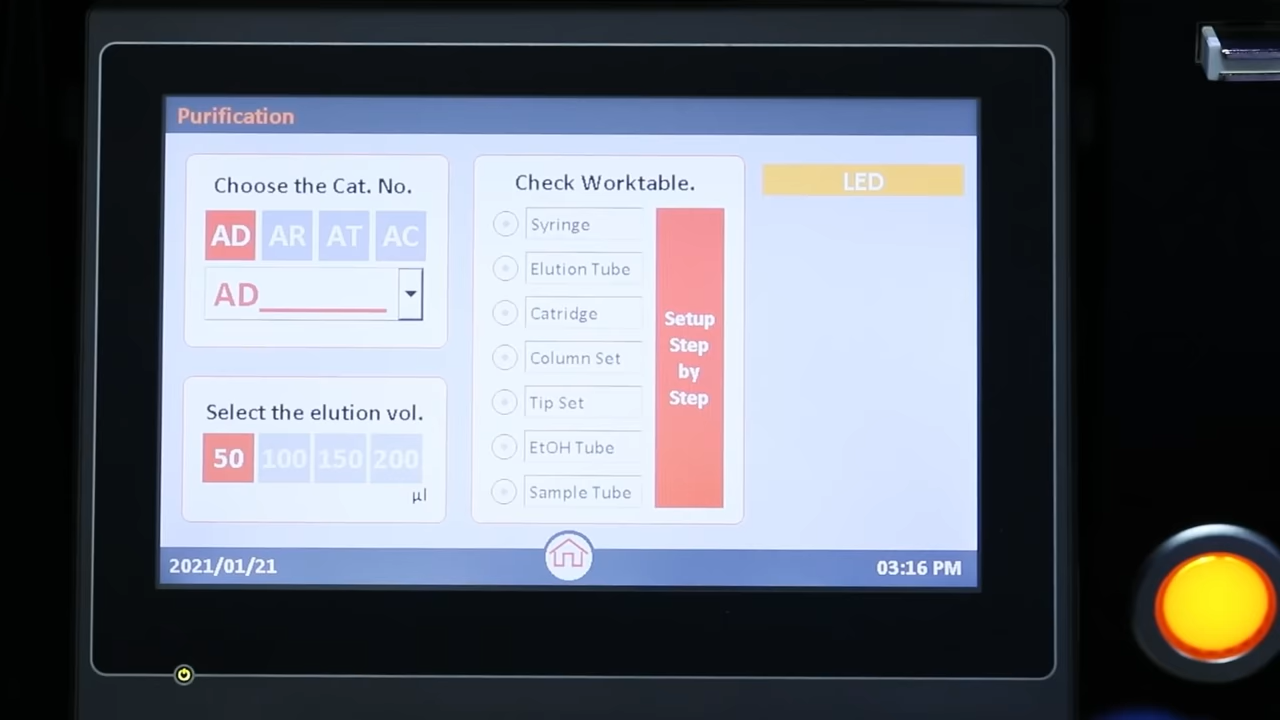 Purification
Choose the Cat. No.
AD AR AT AC
AD
Select the elution vol.
50 100 150 200
µl
Check Worktable.
Syringe
Elution Tube
Catridge
Column Set
Tip Set
EtOH Tube
Sample Tube
Setup
Step
by
Step
LED
2021/01/21
03:16 PM